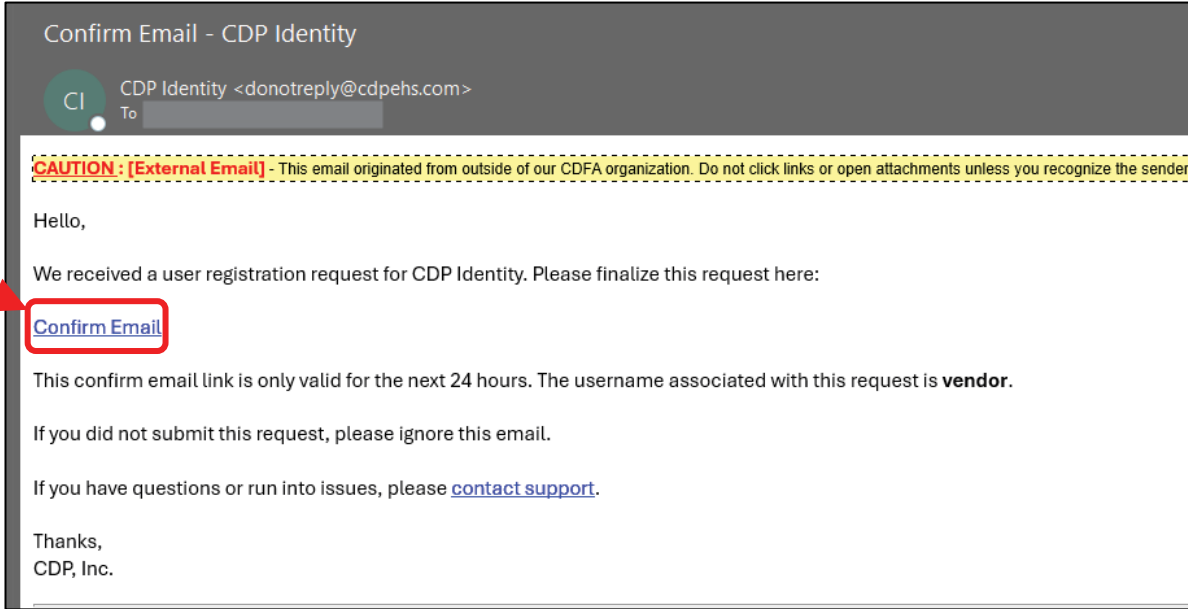 Confirm Email - CDP Identity
CI
CDP Identity <donotreply@cdpehs.com>
To
CAUTION : [External Email] - This email originated from outside of our CDFA organization. Do not click links or open attachments unless you recognize the sender
Hello,
We received a user registration request for CDP Identity. Please finalize this request here:
Confirm Email
This confirm email link is only valid for the next 24 hours. The username associated with this request is vendor.
If you did not submit this request, please ignore this email.
If you have questions or run into issues, please contact support.
Thanks,
CDP, Inc.